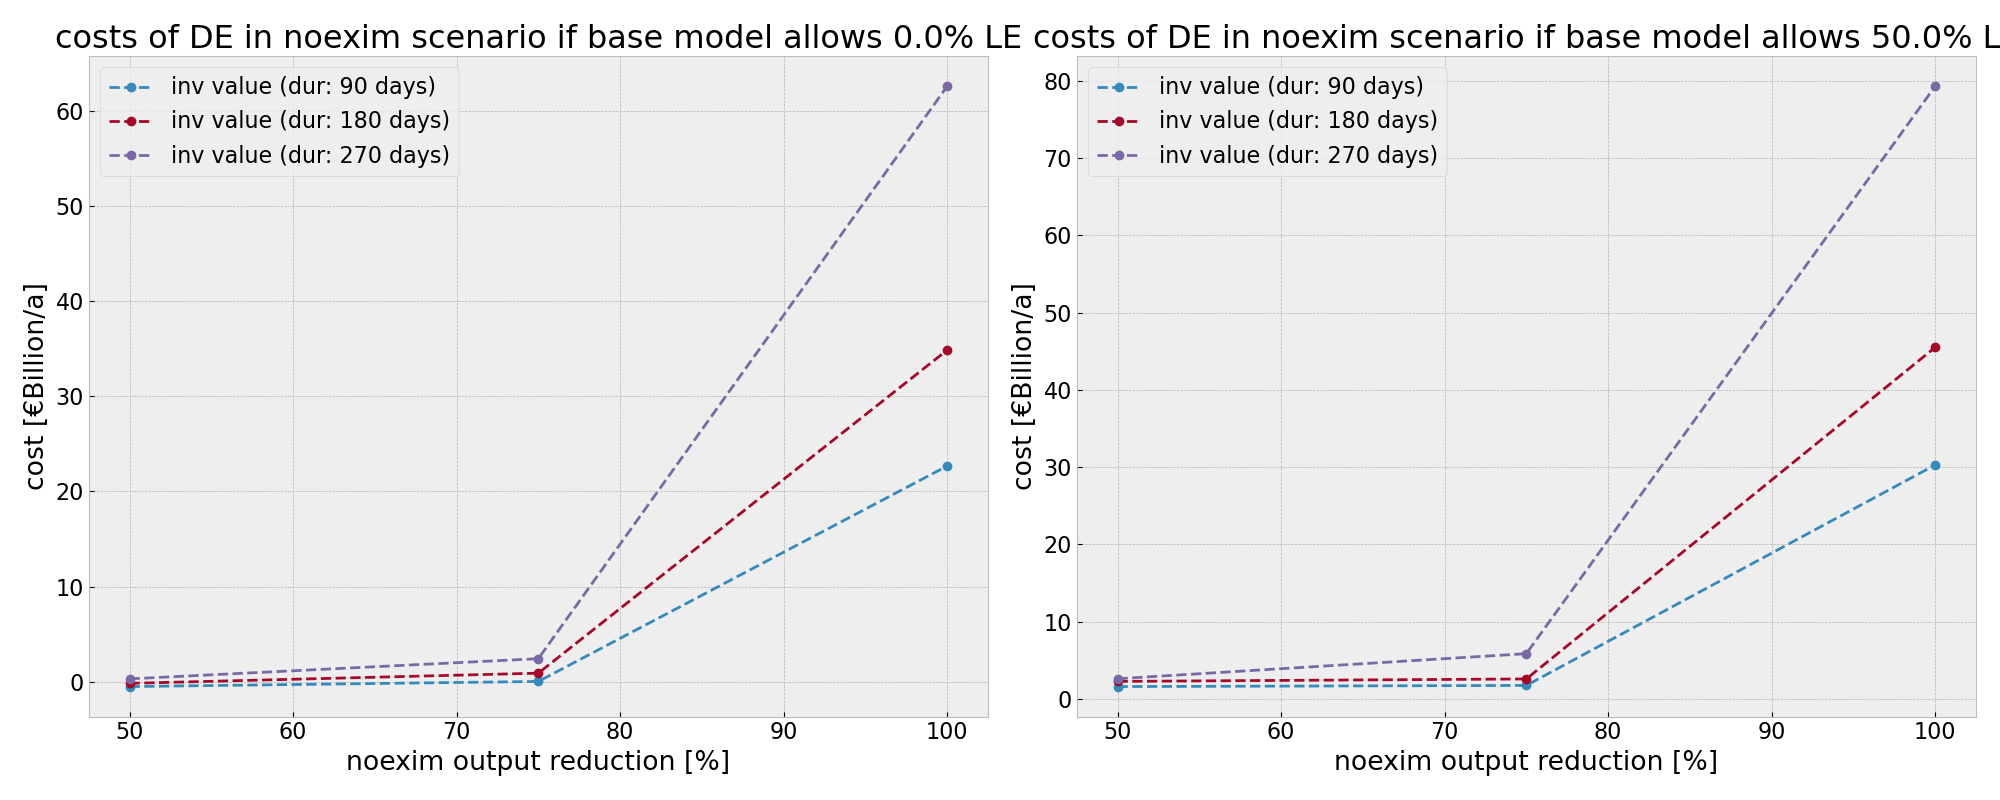 costs of DE in noexim scenario if base model allows 0.0% LE
inv value (dur: 90 days)
inv value (dur: 180 days)
inv value (dur: 270 days)
cost [€Billion/a]
60
50
40
30
20
10
0
50 60 70 80 90 100
noexim output reduction [%]
costs of DE in noexim scenario if base model allows 50.0% L
inv value (dur: 90 days)
inv value (dur: 180 days)
inv value (dur: 270 days)
cost [€Billion/a]
80
70
60
50
40
30
20
10
0
50 60 70 80 90 100
noexim output reduction [%]